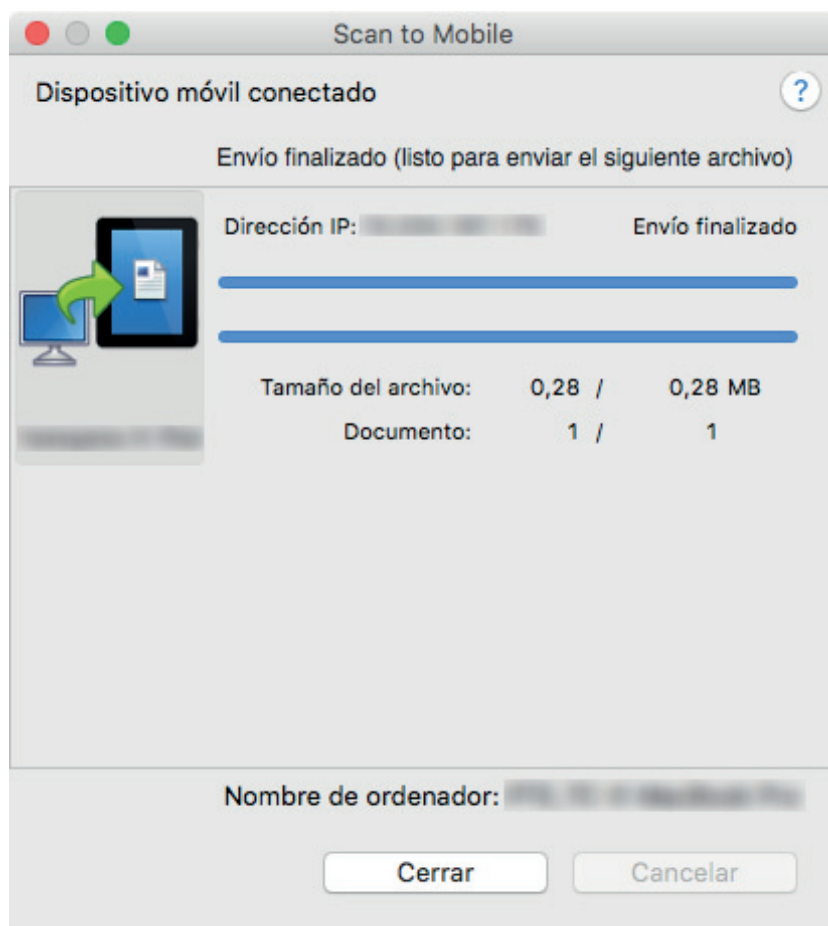 Scan to Mobile
Dispositivo móvil conectado
?
Envío finalizado (listo para enviar el siguiente archivo)
Dirección IP: Envío finalizado
Tamaño del archivo: 0,28 / 0,28 MB
Documento: 1 / 1
Nombre de ordenador:
Cerrar Cancelar